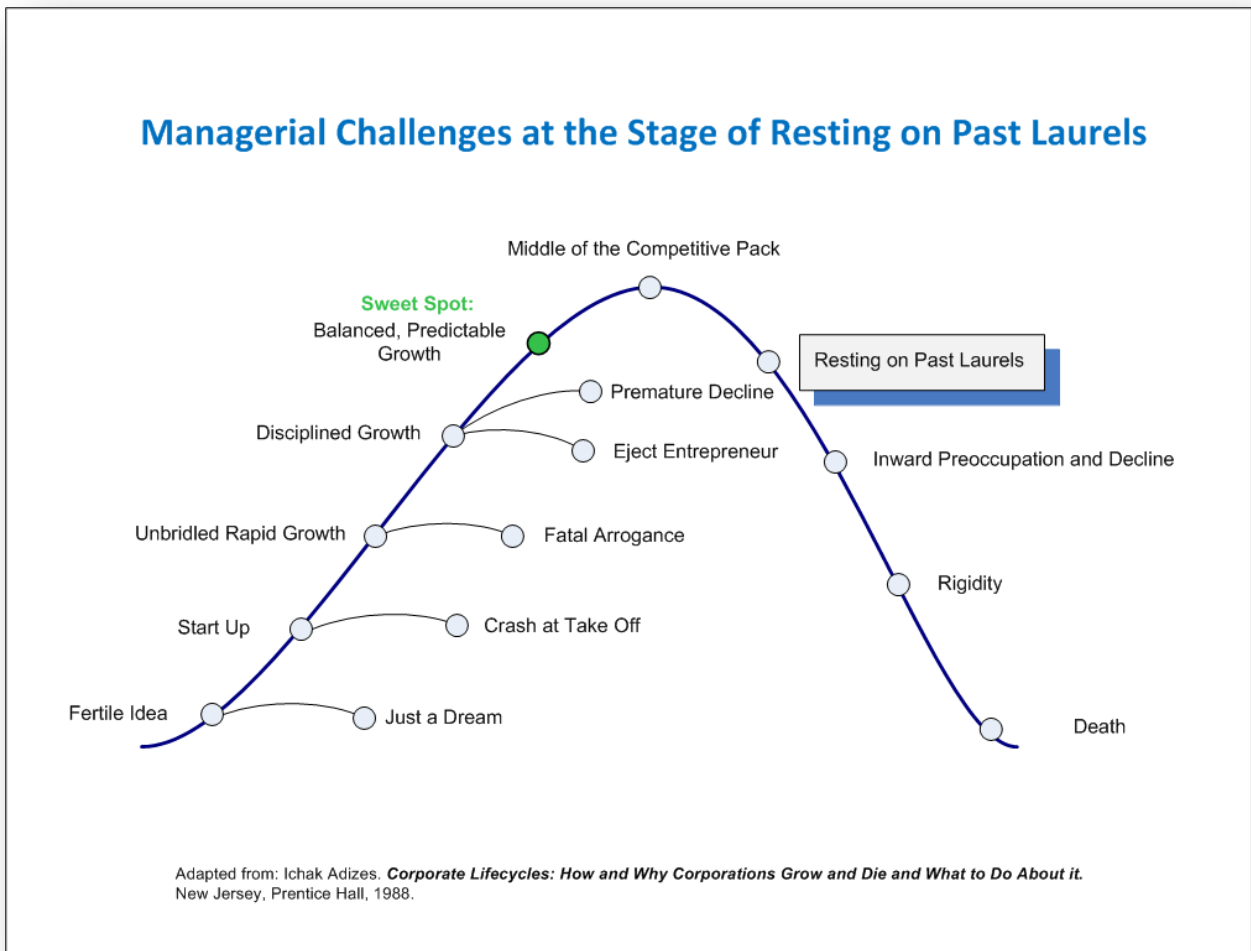 Managerial Challenges at the Stage of Resting on Past Laurels
Middle of the Competitive Pack
Sweet Spot:
Balanced, Predictable
Growth
Resting on Past Laurels
Premature Decline
Disciplined Growth
Eject Entrepreneur
Inward Preoccupation and Decline
Unbridled Rapid Growth
Fatal Arrogance
Rigidity
Start Up
Crash at Take Off
Fertile Idea
Just a Dream
Death
Adapted from: Ichak Adizes. Corporate Lifecycles: How and Why Corporations Grow and Die and What to Do About it.
New Jersey, Prentice Hall, 1988.